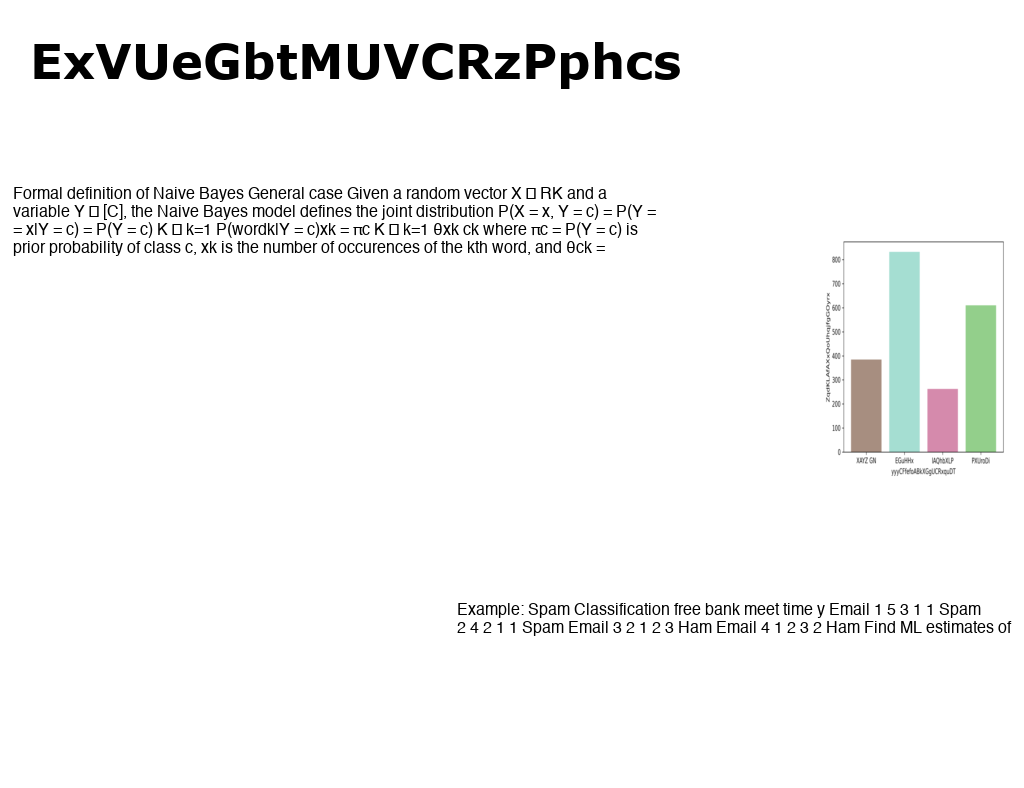 ExVUeGbtMUVCRzPphcs
Formal definition of Naive Bayes General case Given a random vector X □ RK and a
variable Y □ [C], the Naive Bayes model defines the joint distribution P(X = x, Y = c) = P(Y =
= x|Y = c) = P(Y = c) K □ k=1 P(wordk|Y = c)xk = πc K □ k=1 θxk ck where πc = P(Y = c) is
prior probability of class c, xk is the number of occurences of the kth word, and θck =
800
700
600
500
400
300
200
100
0
XAYZ GN EGuHHx IAQhbXLP PXUroDi
Example: Spam Classification free bank meet time y Email 1 5 3 1 1 Spam
2 4 2 1 1 Spam Email 3 2 1 2 3 Ham Email 4 1 2 3 2 Ham Find ML estimates of